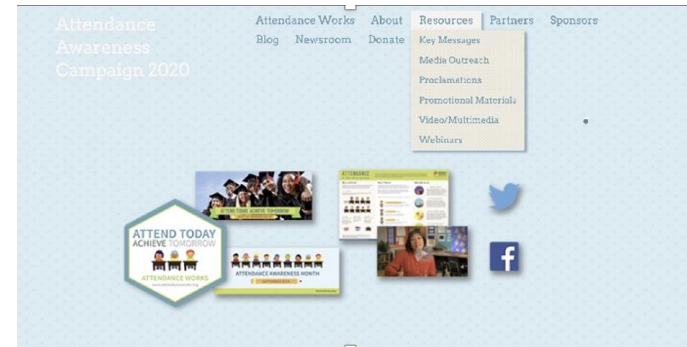 Attendance
Awareness
Campaign 2020
Attendance Works About Resources Partners Sponsors
Blog Newsroom Donate
Key Messages
Media Outreach
Proclamations
Promotional Materials
Video/Multimedia
Webinars
ATTEND TODAY ACHIEVE TOMORROW
ATTENDANCE
ATTEND TODAY
ACHIEVE TOMORROW
ATTENDANCE WORKS
ATTENDANCE AWARENESS MONTH